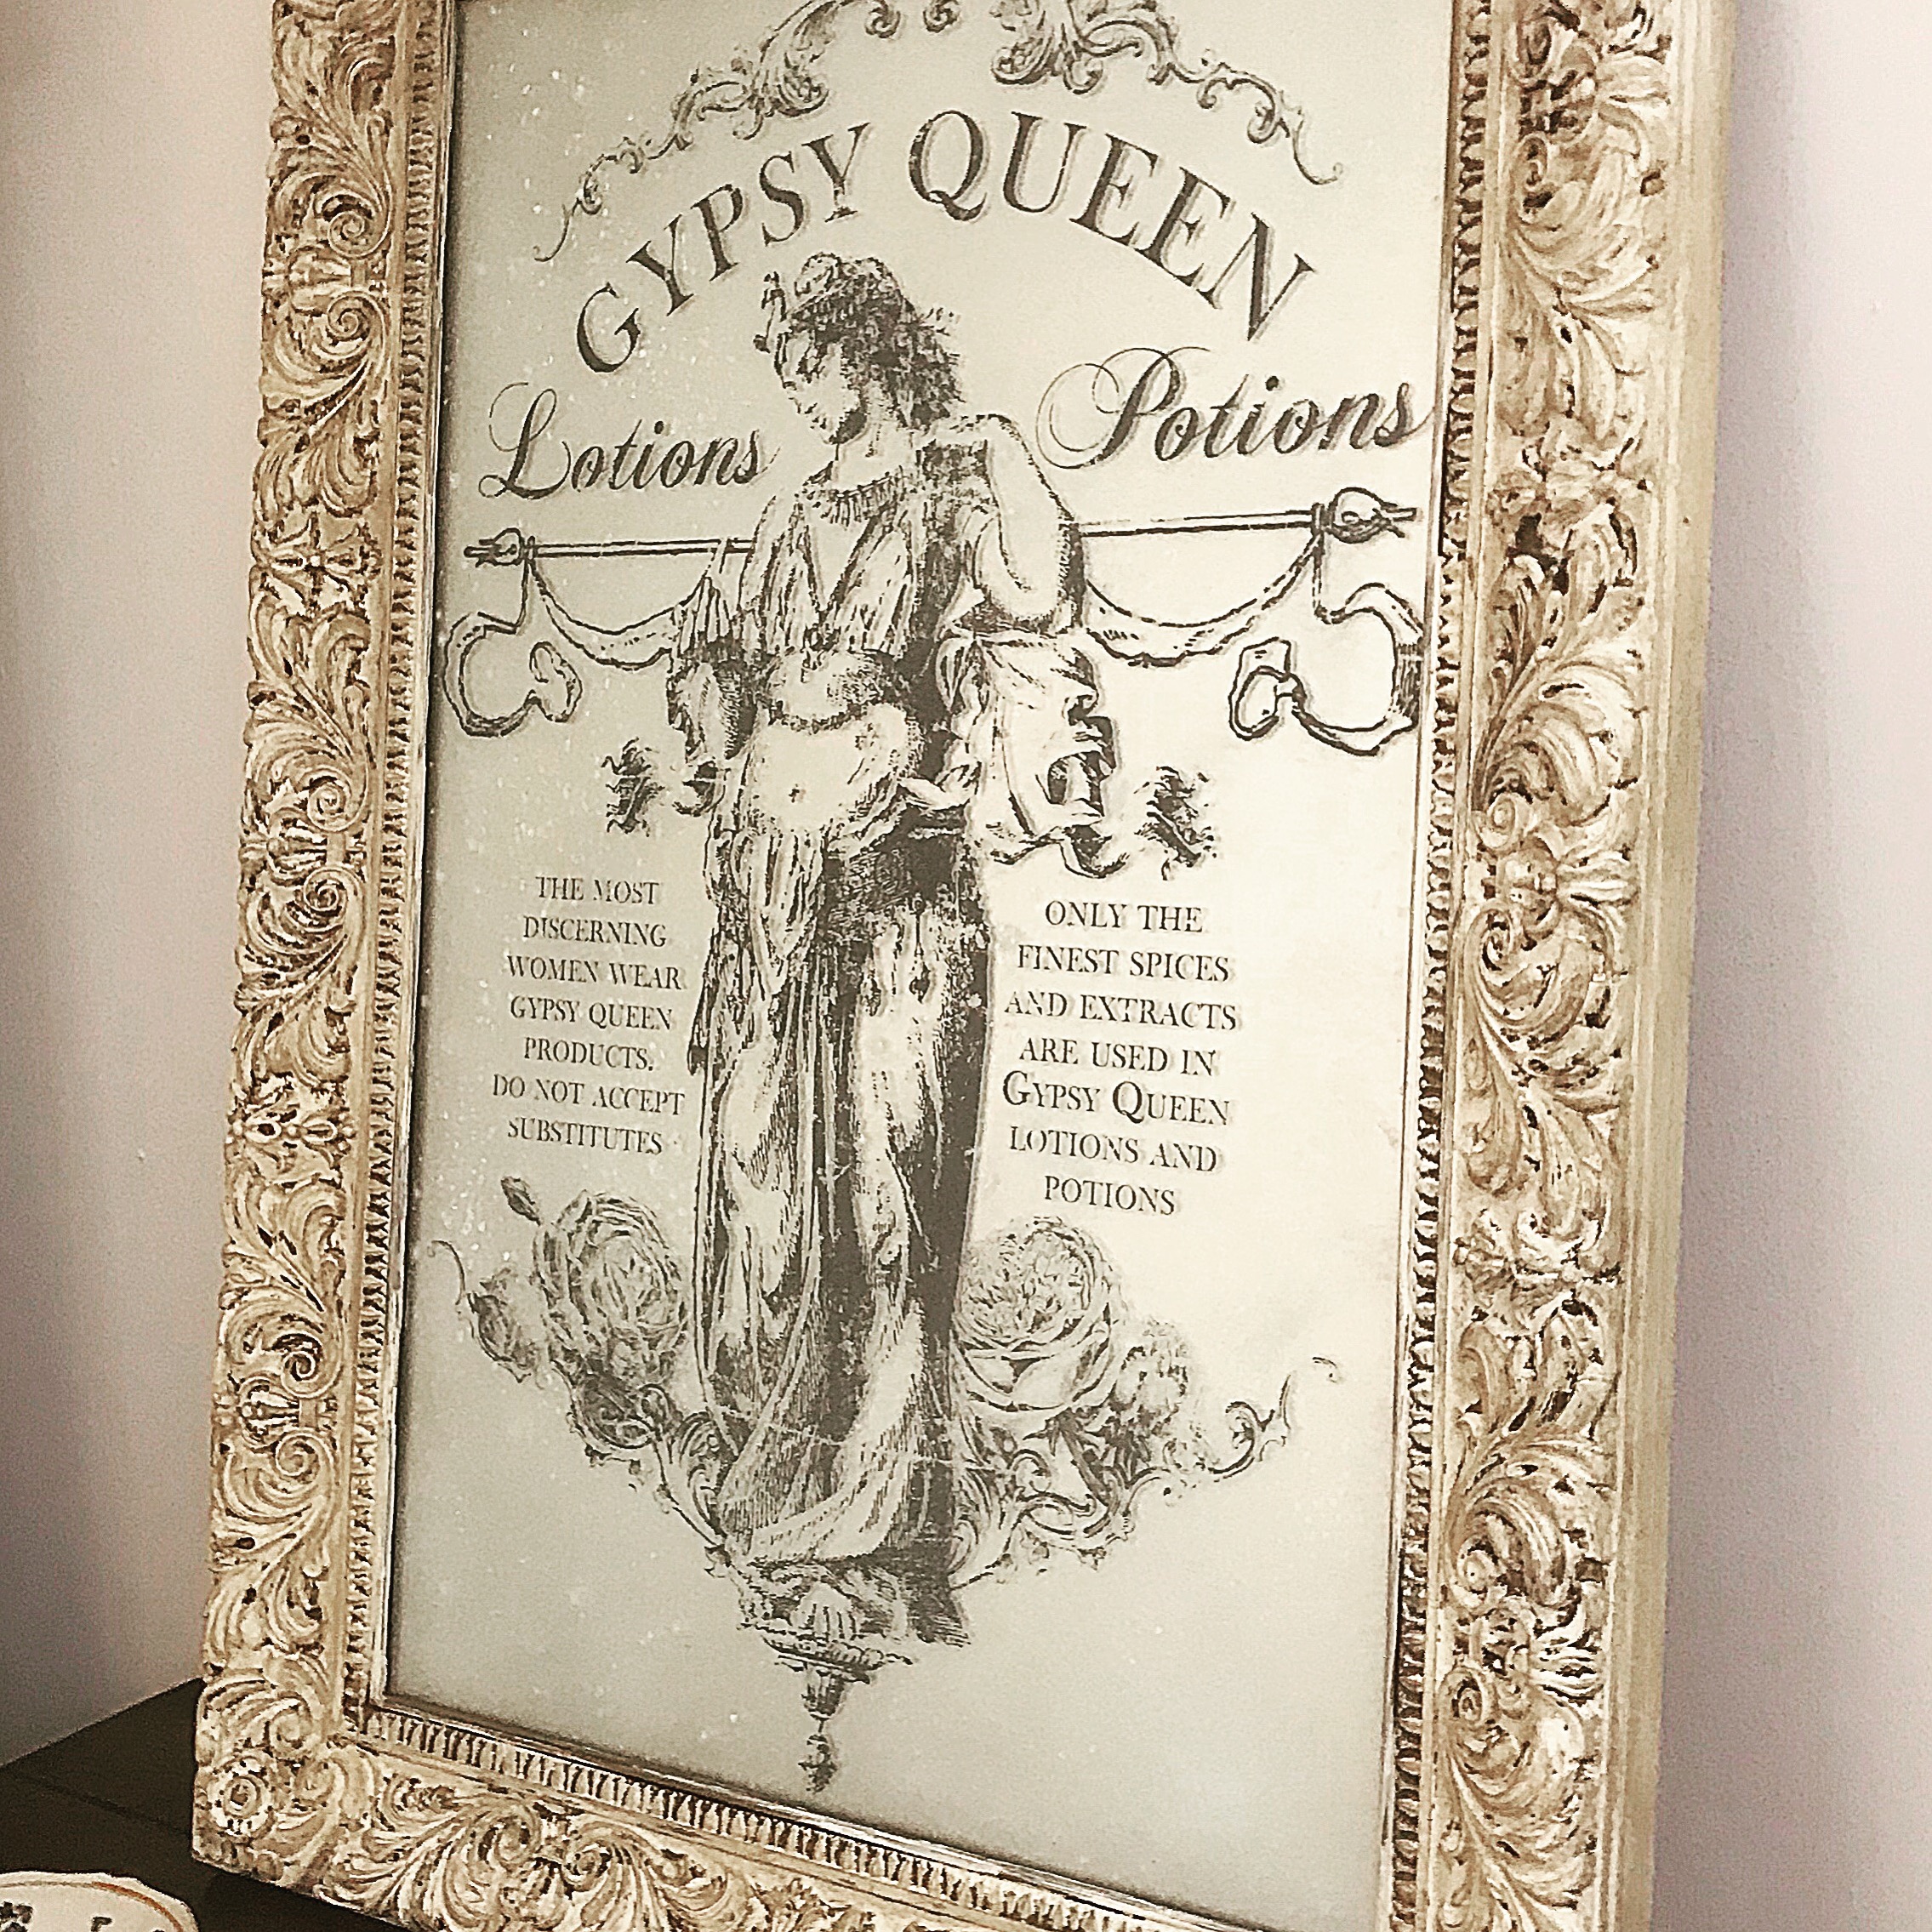 GYPSY QUEEN
Lotions Potions
THE MOST
DISCERNING
WOMEN WEAR
GYPSY QUEEN
PRODUCTS.
DO NOT ACCEPT
SUBSTITUTES
ONLY THE
FINEST SPICES
AND EXTRACTS
ARE USED IN
GYPSY QUEEN
LOTIONS AND
POTIONS